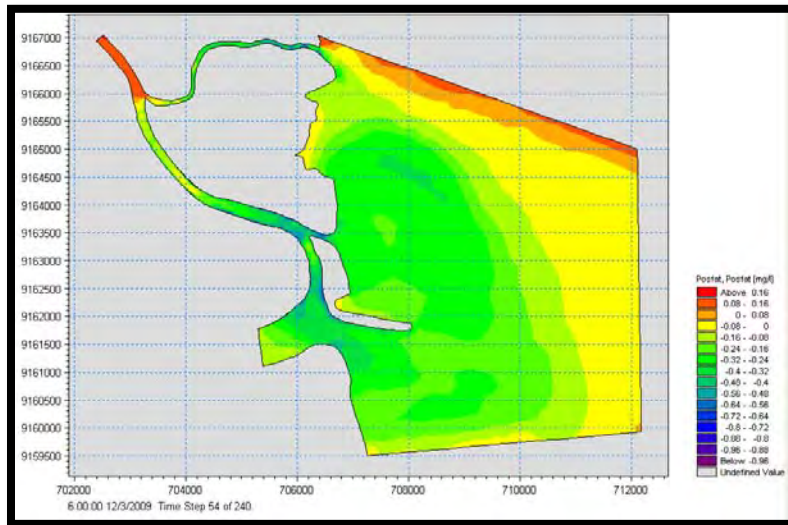 9167000
9166500
9166000
9165500
9165000
9164500
9164000
9163500
9163000
9162500
9162000
9161500
9161000
9160500
9160000
9159500
702000 704000 706000 708000 710000 712000
6:00:00 12/3/2009 Time Step 54 of 240.
Posfat, Posfat [mg/l]
Above 0.16
0.08 - 0.16
0 - 0.08
-0.08 - 0
-0.16 - -0.08
-0.24 - -0.16
-0.32 - -0.24
-0.4 - -0.32
-0.48 - -0.4
-0.56 - -0.48
-0.64 - -0.56
-0.72 - -0.64
-0.8 - -0.72
-0.88 - -0.8
-0.96 - -0.88
Below -0.96
Undefined Value